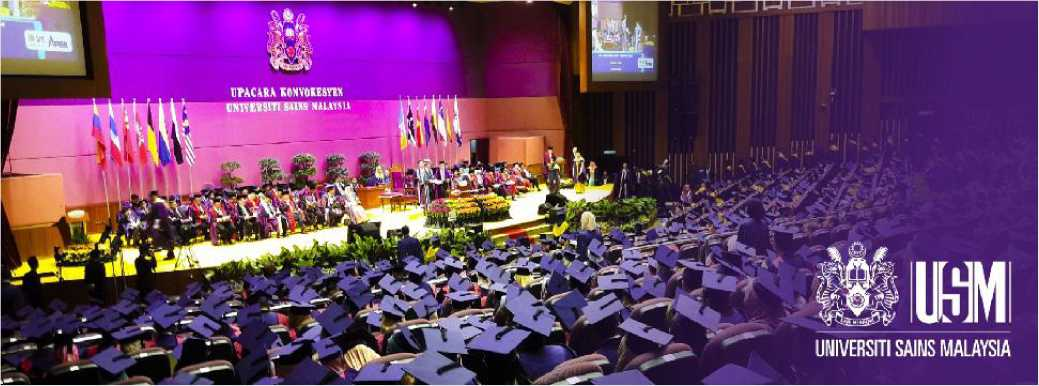 UPACARA KONVOKESYEN
UNIVERSITI SAINS MALAYSIA
USM
UNIVERSITI SAINS MALAYSIA